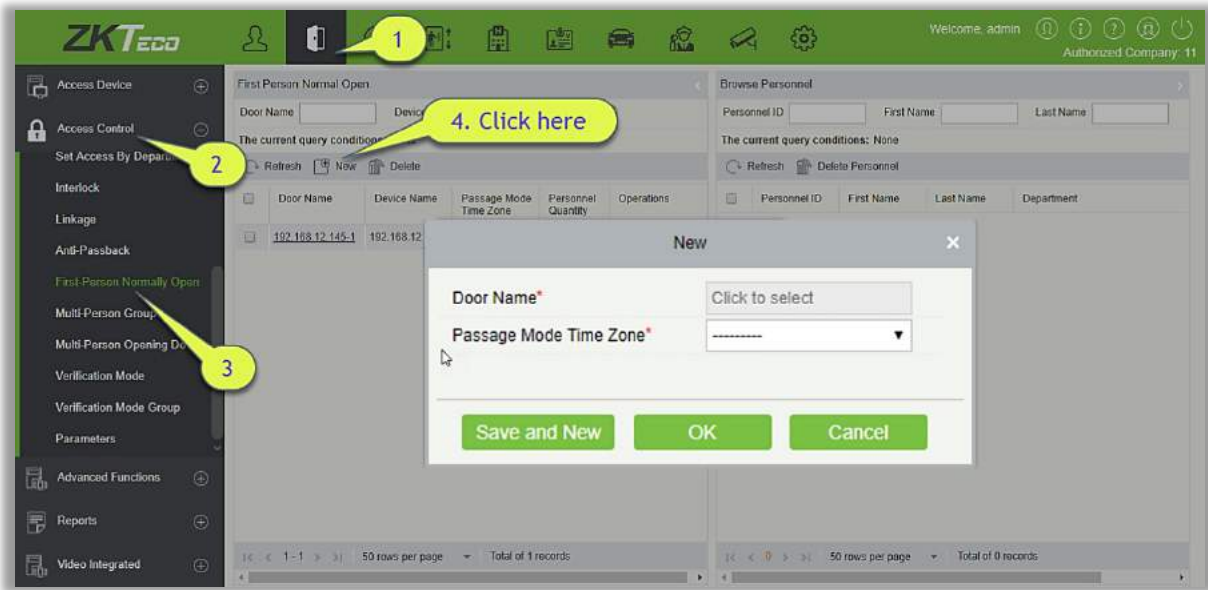 ZKTeco
Welcome, admin
Authorized Company: 11
1
Access Device
Access Control
2
Set Access By
Interlock
Linkage
Anti-Passback
First-Person Normally Open
3
Multi-Person Group
Multi-Person Opening
Verification Mode
Verification Mode Group
Parameters
Advanced Functions
Reports
Video Integrated
First Person Normal Open
Door Name
4. Click here
The current query
Refresh New Delete
Door Name Device Name Passage Mode Time Zone Personnel Quantity Operations
192.168.12.145-1 192.168.12
1-1 50 rows per page Total of 1 records
Browse Personnel
Personnel ID First Name Last Name
The current query conditions: None
Refresh Delete Personnel
Personnel ID First Name Last Name Department
0 50 rows per page Total of 0 records
New
Door Name* Click to select
Passage Mode Time Zone* ---------
Save and New OK Cancel